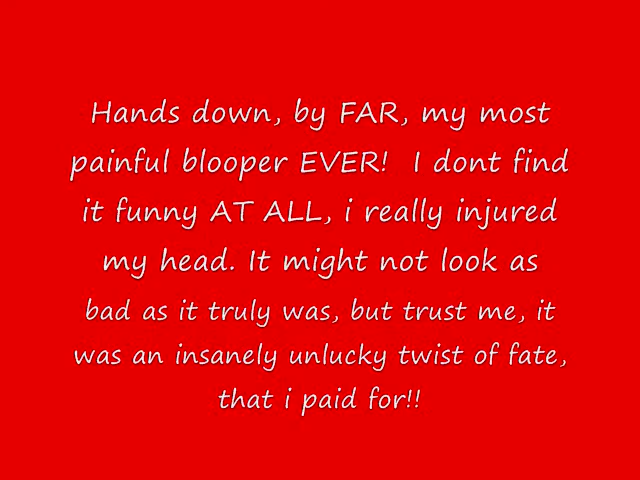 Hands down, by FAR, my most
painful blooper EVER!  I dont find
it funny AT ALL, i really injured
my head. It might not look as
bad as it truly was, but trust me, it
was an insanely unlucky twist of fate,
that i paid for!!